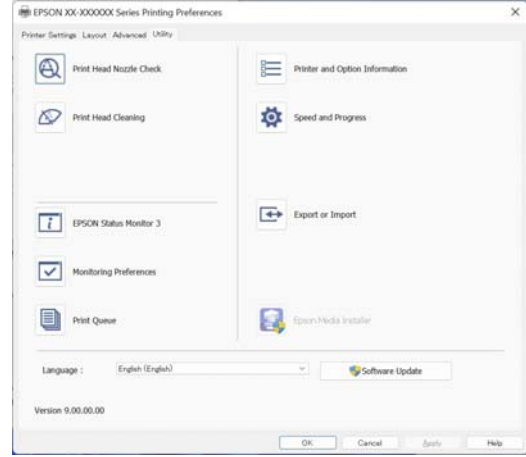 EPSON XX-XXXXXX Series Printing Preferences
Printer Settings Layout Advanced Utility
Print Head Nozzle Check
Printer and Option Information
Print Head Cleaning
Speed and Progress
EPSON Status Monitor 3
Export or Import
Monitoring Preferences
Print Queue
Epson Media Installer
Language :
English (English)
Software Update
Version 9.00.00.00
OK Cancel Apply Help